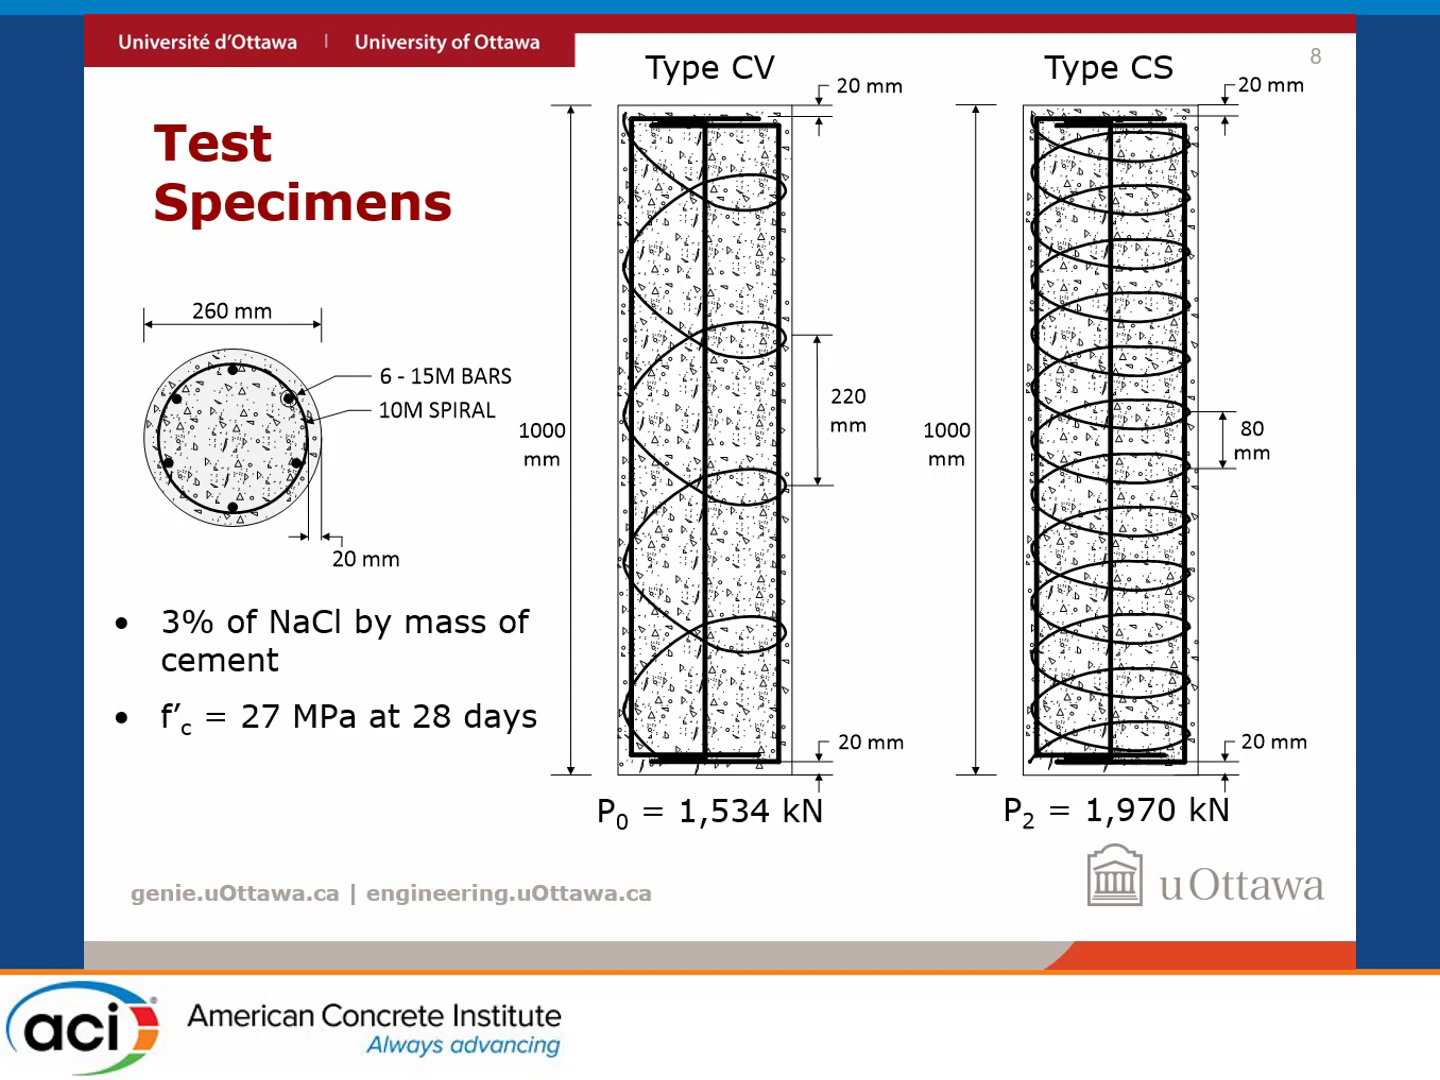 Université d'Ottawa | University of Ottawa
8
Test
Specimens
260 mm
6 - 15M BARS
10M SPIRAL
20 mm
• 3% of NaCl by mass of
cement
• f'c = 27 MPa at 28 days
Type CV
20 mm
1000
mm
220
mm
20 mm
P0 = 1,534 kN
Type CS
20 mm
1000
mm
80
mm
20 mm
P2 = 1,970 kN
genie.uOttawa.ca | engineering.uOttawa.ca
uOttawa
aci
®
American Concrete Institute
Always advancing